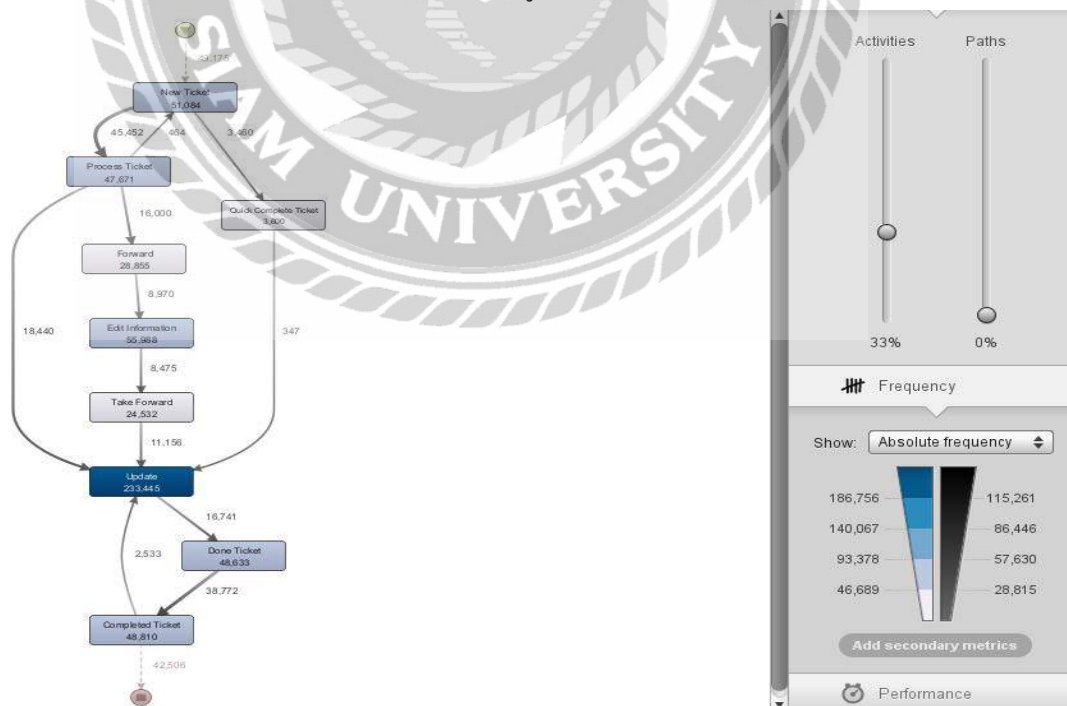 SIAM UNIVERSITY
Activities Paths
New Ticket
51,084
45,452 464 3,460
Process Ticket
47,671
Quick Complete Ticket
3,600
16,000
Forward
28,855
8,970
18,440
Edit Information
55,988
347
33% 0%
8,475
Frequency
Take Forward
24,532
11,156
Show: Absolute frequency
Update
233,445
186,756 115,261
16,741
140,067 86,446
2,533
Done Ticket
48,633
93,378 57,630
38,772
46,689 28,815
Completed Ticket
48,810
Add secondary metrics
42,506
Performance